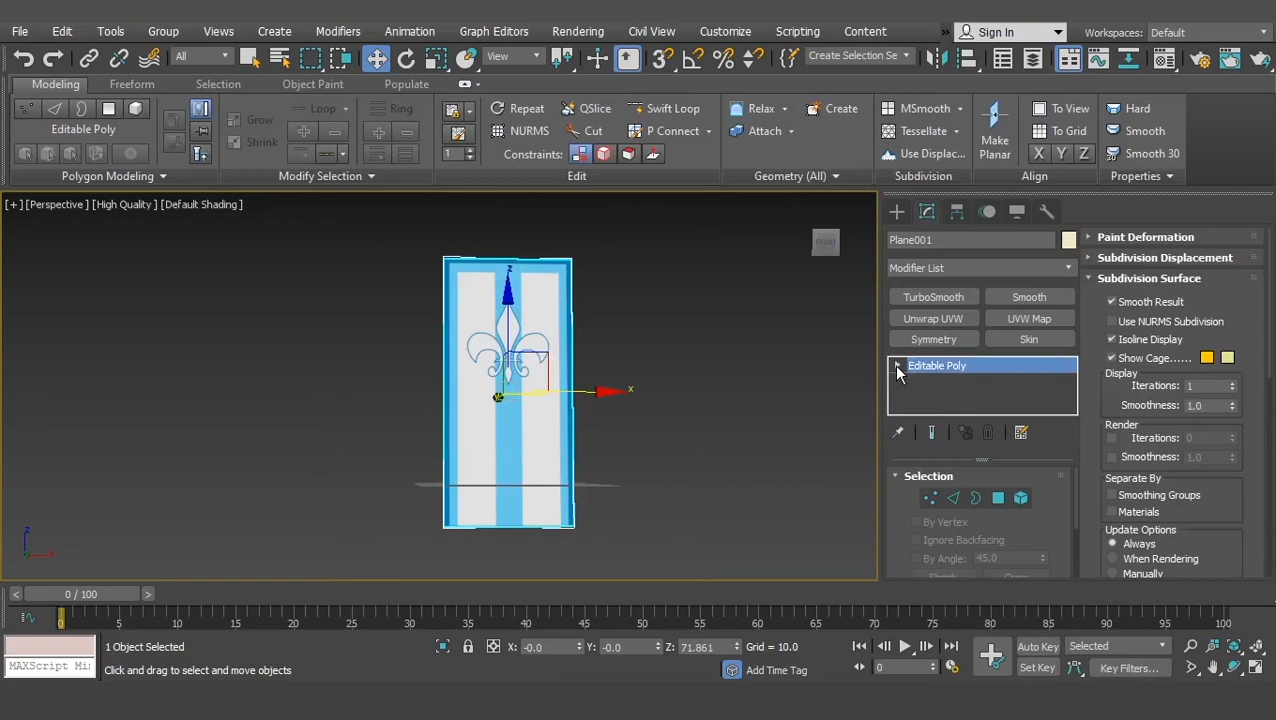 File Edit Tools Group Views Create Modifiers Animation Graph Editors Rendering Civil View Customize Scripting Content Sign In Workspaces: Default
All View Create Selection Se
Modeling Freeform Selection Object Paint Populate
Loop Ring Repeat QSlice Swift Loop Relax Create MSmooth To View Hard
Editable Poly Grow NURMS Cut P Connect Attach Tessellate Make Planar To Grid Smooth
Shrink 1 Constraints: Use Displac... X Y Z Smooth 30
Polygon Modeling Modify Selection Edit Geometry (All) Subdivision Align Properties
[+] [Perspective] [High Quality] [Default Shading]
FRONT
z
x
z
Plane001
Modifier List
TurboSmooth Smooth
Unwrap UVW UVW Map
Symmetry Skin
Editable Poly
Selection
By Vertex
Ignore Backfacing
By Angle: 45.0
Shrink Grow
Paint Deformation
Subdivision Displacement
Subdivision Surface
Smooth Result
Use NURMS Subdivision
Isoline Display
Show Cage......
Display
Iterations: 1
Smoothness: 1.0
Render
Iterations: 0
Smoothness: 1.0
Separate By
Smoothing Groups
Materials
Update Options
Always
When Rendering
Manually
< 0 / 100 >
0 5 10 15 20 25 30 35 40 45 50 55 60 65 70 75 80 85 90 95 100
1 Object Selected X: -0.0 Y: -0.0 Z: 71.861 Grid = 10.0 Auto Key Selected
MAXScript Mi Click and drag to select and move objects Add Time Tag 0 Set Key Key Filters...